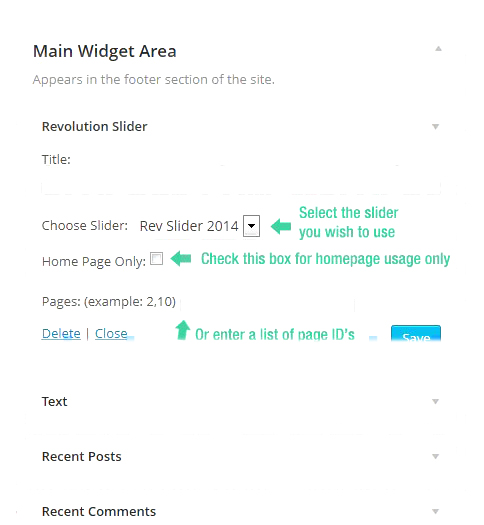 Main Widget Area
Appears in the footer section of the site.
Revolution Slider
Title:
Choose Slider: Rev Slider 2014
Select the slider
you wish to use
Home Page Only:
Check this box for homepage usage only
Pages: (example: 2,10)
Delete | Close
Or enter a list of page ID's
Save
Text
Recent Posts
Recent Comments